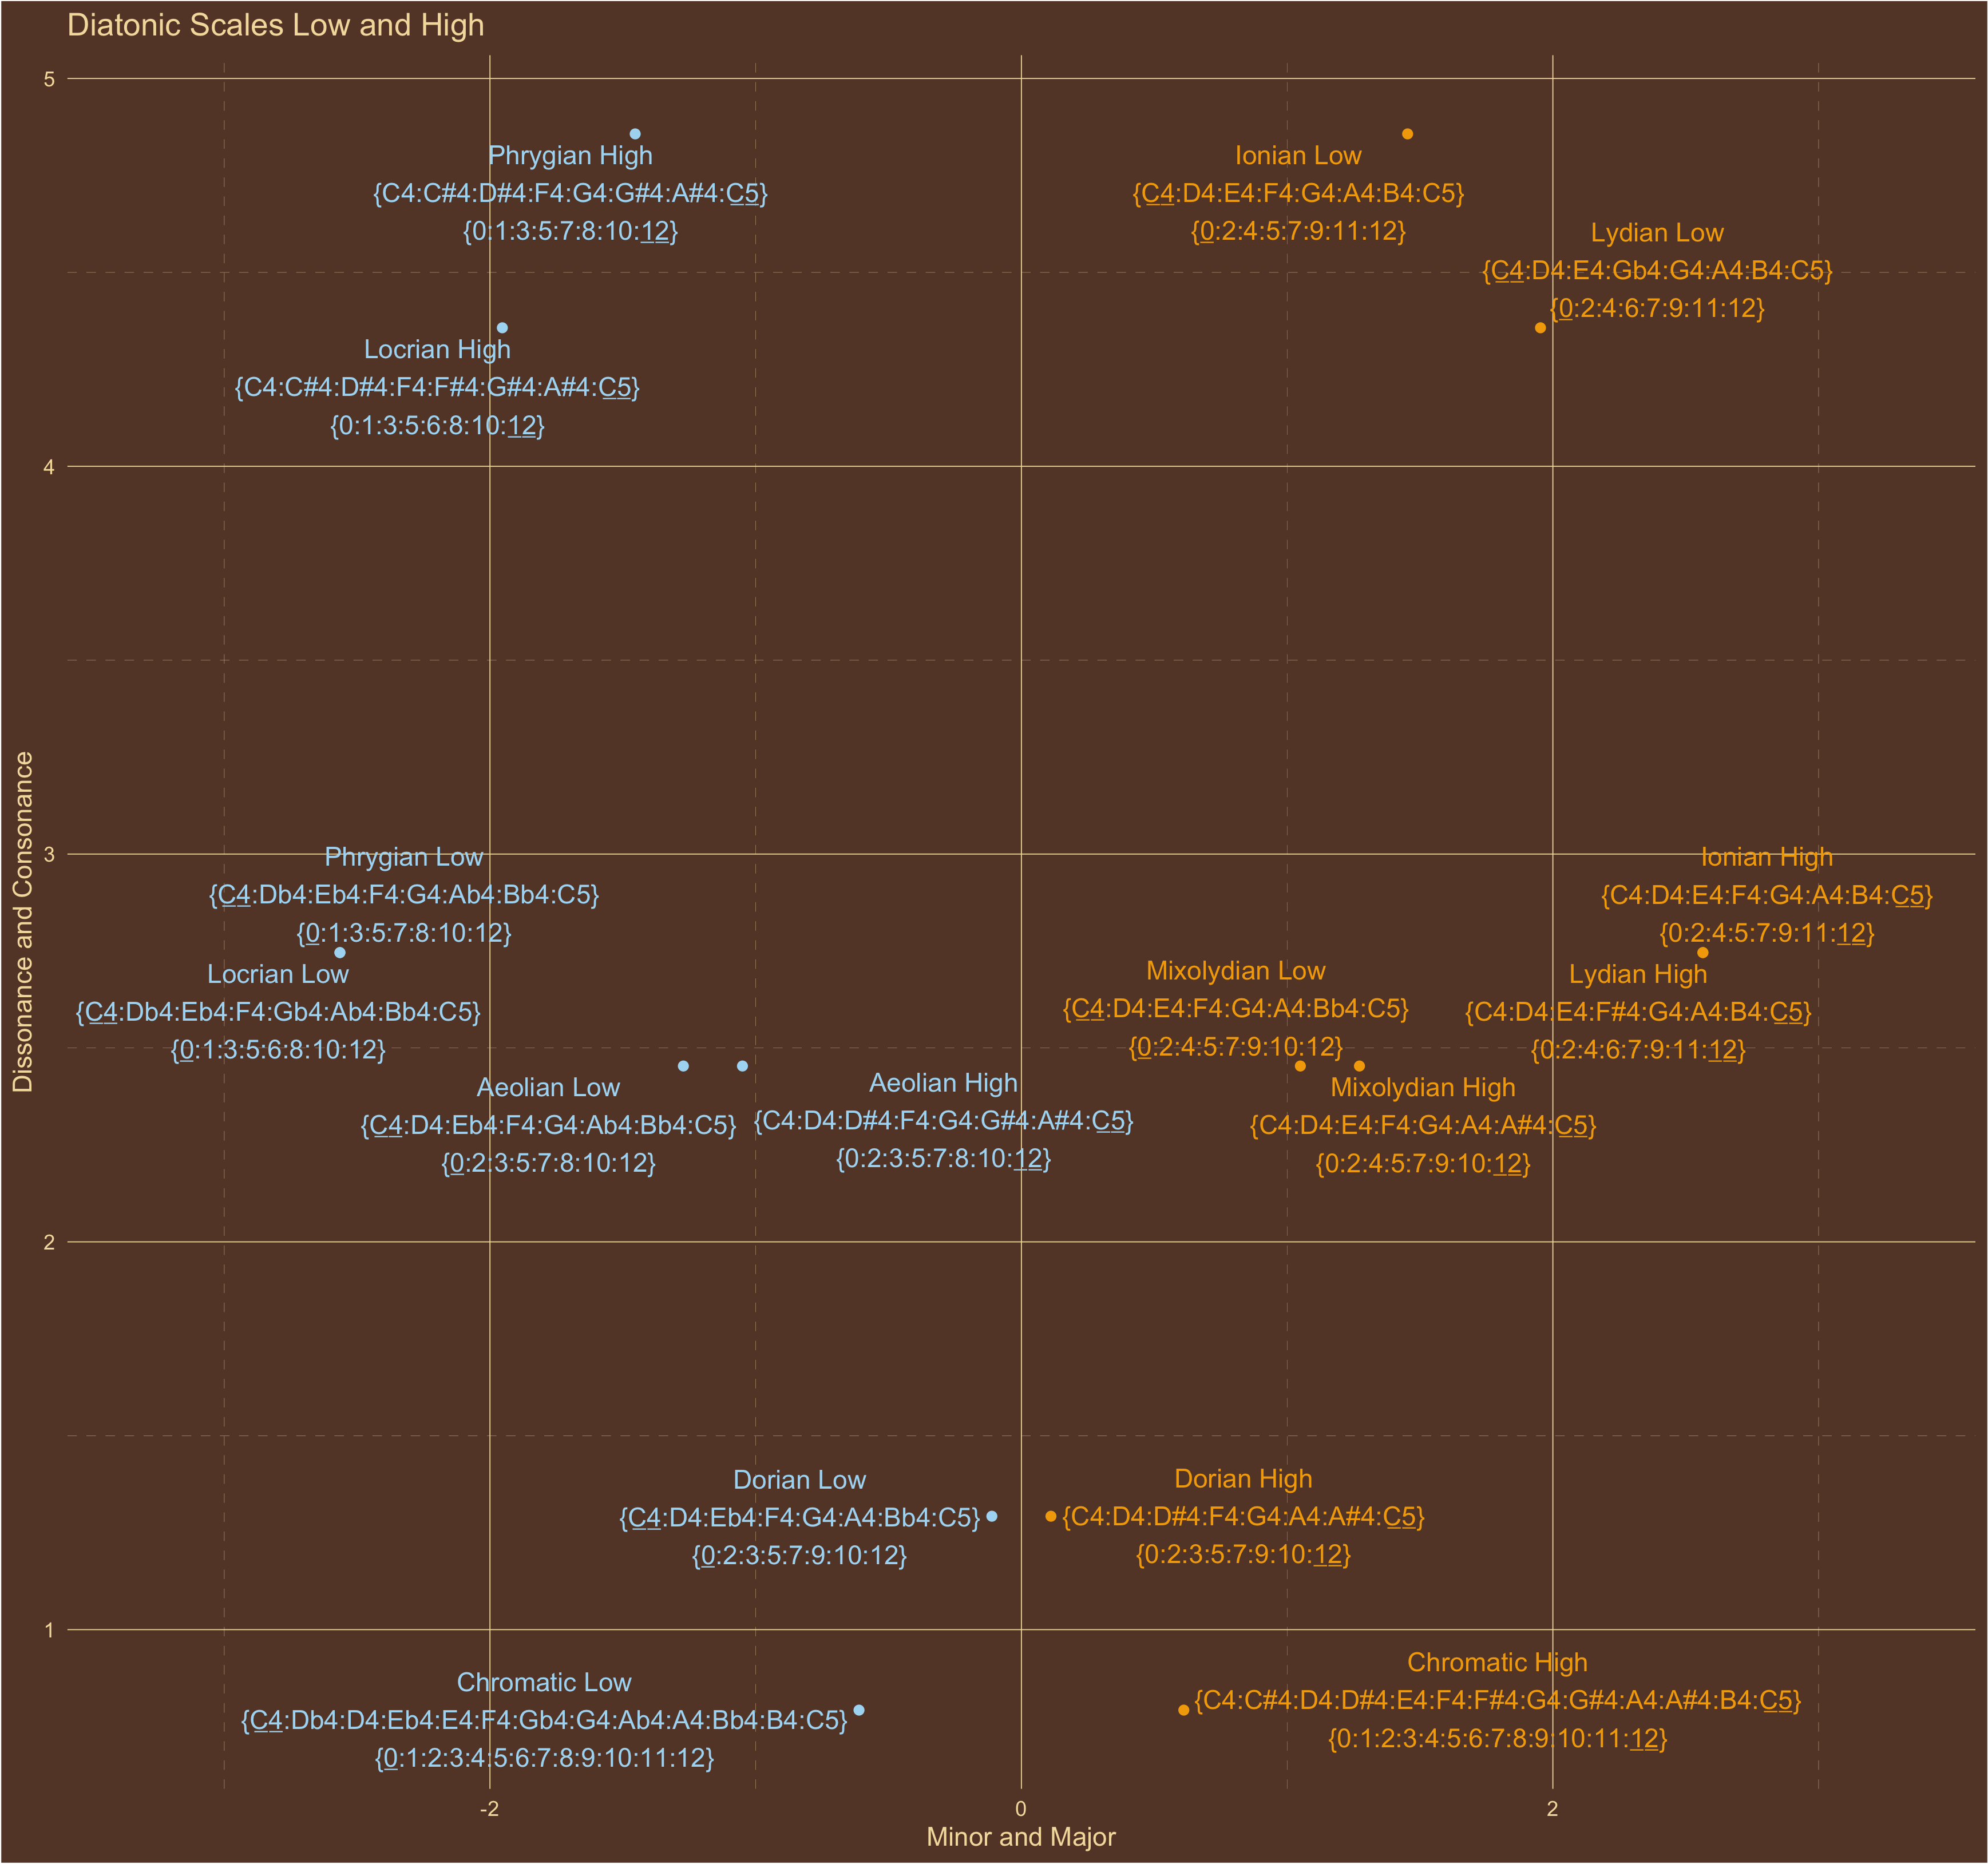 Diatonic Scales Low and High
5
Phrygian High
{C4:C#4:D#4:F4:G4:G#4:A#4:C5}
{0:1:3:5:7:8:10:12}
Ionian Low
{C4:D4:E4:F4:G4:A4:B4:C5}
{0:2:4:5:7:9:11:12}
Lydian Low
{C4:D4:E4:Gb4:G4:A4:B4:C5}
{0:2:4:6:7:9:11:12}
Locrian High
{C4:C#4:D#4:F4:F#4:G#4:A#4:C5}
{0:1:3:5:6:8:10:12}
4
Dissonance and Consonance
3
Phrygian Low
{C4:Db4:Eb4:F4:G4:Ab4:Bb4:C5}
{0:1:3:5:7:8:10:12}
Ionian High
{C4:D4:E4:F4:G4:A4:B4:C5}
{0:2:4:5:7:9:11:12}
Locrian Low
{C4:Db4:Eb4:F4:Gb4:Ab4:Bb4:C5}
{0:1:3:5:6:8:10:12}
Mixolydian Low
{C4:D4:E4:F4:G4:A4:Bb4:C5}
{0:2:4:5:7:9:10:12}
Lydian High
{C4:D4:E4:F#4:G4:A4:B4:C5}
{0:2:4:6:7:9:11:12}
Aeolian Low
{C4:D4:Eb4:F4:G4:Ab4:Bb4:C5}
{0:2:3:5:7:8:10:12}
Aeolian High
{C4:D4:D#4:F4:G4:G#4:A#4:C5}
{0:2:3:5:7:8:10:12}
Mixolydian High
{C4:D4:E4:F4:G4:A4:A#4:C5}
{0:2:4:5:7:9:10:12}
2
Dorian Low
{C4:D4:Eb4:F4:G4:A4:Bb4:C5}
{0:2:3:5:7:9:10:12}
Dorian High
{C4:D4:D#4:F4:G4:A4:A#4:C5}
{0:2:3:5:7:9:10:12}
1
Chromatic Low
{C4:Db4:D4:Eb4:E4:F4:Gb4:G4:Ab4:A4:Bb4:B4:C5}
{0:1:2:3:4:5:6:7:8:9:10:11:12}
Chromatic High
{C4:C#4:D4:D#4:E4:F4:F#4:G4:G#4:A4:A#4:B4:C5}
{0:1:2:3:4:5:6:7:8:9:10:11:12}
-2
0
2
Minor and Major